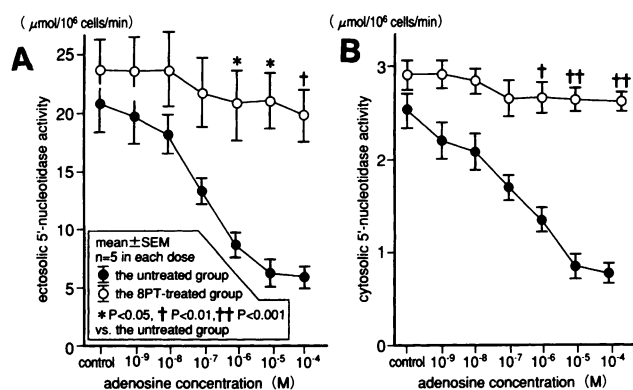 ( μmol/10⁶ cells/min)
A
ectosolic 5'-nucleotidase activity
25
20
15
10
5
0
* * †
mean±SEM
n=5 in each dose
the untreated group
the 8PT-treated group
* P<0.05, † P<0.01, †† P<0.001
vs. the untreated group
control 10⁻⁹ 10⁻⁸ 10⁻⁷ 10⁻⁶ 10⁻⁵ 10⁻⁴
adenosine concentration (M)
( μmol/10⁶ cells/min)
B
cytosolic 5'-nucleotidase activity
3
2
1
0
† †† ††
control 10⁻⁹ 10⁻⁸ 10⁻⁷ 10⁻⁶ 10⁻⁵ 10⁻⁴
adenosine concentration (M)